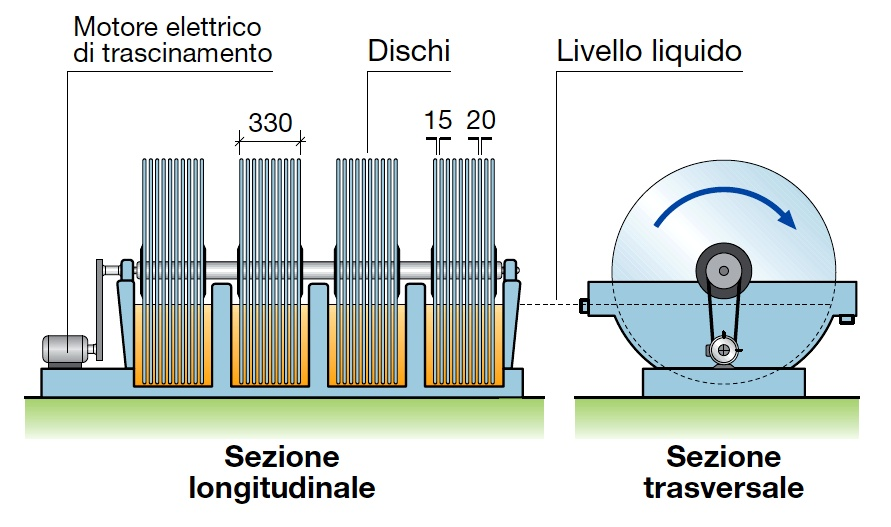 Motore elettrico
di trascinamento
Dischi
Livello liquido
330
15 20
Sezione
longitudinale
Sezione
trasversale